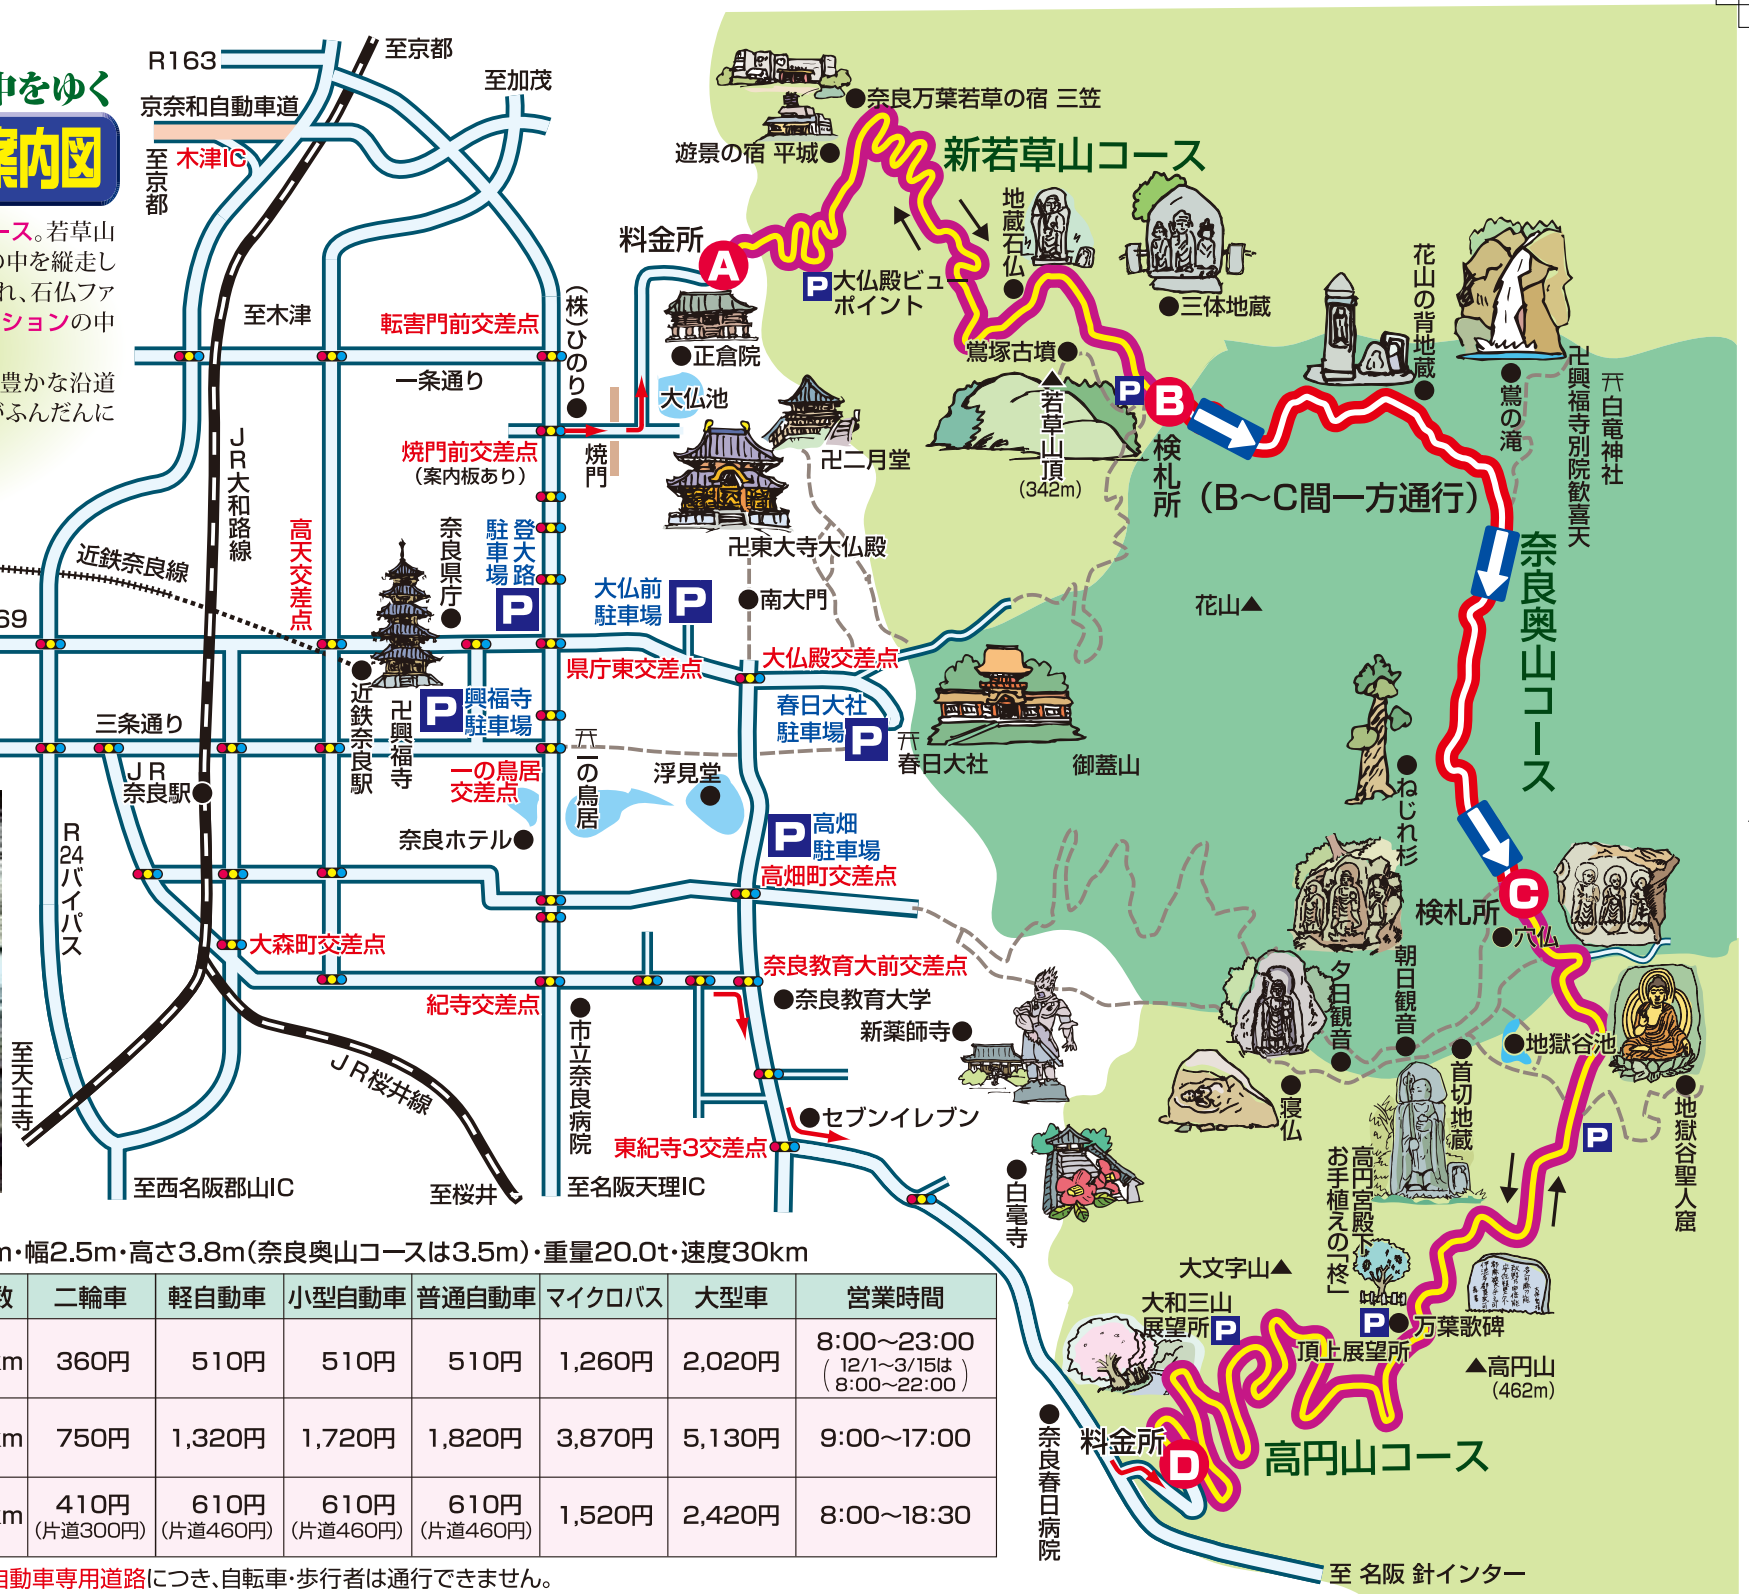 中をゆく
案内図
ース。若草山
の中を縦走し
れ、石仏ファ
ションの中
豊かな沿道
がふんだんに
R163
至京都
至加茂
京奈和自動車道
木津IC
至京都
至木津
転害門前交差点
一条通り
(株)ひのり
焼門前交差点
(案内板あり)
焼門
料金所
A
正倉院
大仏池
卍二月堂
卍東大寺大仏殿
南大門
JR大和路線
近鉄奈良線
高天交差点
奈良県庁
登大路
駐車場
P
大仏前
駐車場
P
69
県庁東交差点
大仏殿交差点
近鉄奈良駅
卍興福寺
P
興福寺
駐車場
春日大社
駐車場
P
春日大社
御蓋山
三条通り
JR
奈良駅
一の鳥居
交差点
一の鳥居
浮見堂
奈良ホテル
P
高畑
駐車場
高畑町交差点
R24バイパス
大森町交差点
紀寺交差点
奈良教育大前交差点
奈良教育大学
新薬師寺
市立奈良病院
JR桜井線
至天王寺
セブンイレブン
東紀寺3交差点
至西名阪郡山IC
至桜井
至名阪天理IC
白毫寺
奈良万葉若草の宿 三笠
遊景の宿 平城
新若草山コース
P
大仏殿ビュー
ポイント
地蔵石仏
三体地蔵
鶯塚古墳
▲若草山頂
(342m)
P
B
検札所
(B〜C間一方通行)
花山の背地蔵
鶯の滝
卍興福寺別院歓喜天
白竜神社
奈良奥山コース
花山▲
ねじれ杉
C
検札所
穴仏
朝日観音
夕日観音
寝仏
首切地蔵
地獄谷池
地獄谷聖人窟
P
高円宮殿下
お手植えの「柊」
大文字山▲
大和三山
展望所
P
P
万葉歌碑
頂上展望所
▲高円山
(462m)
料金所
D
高円山コース
奈良春日病院
至 名阪 針インター
m・幅2.5m・高さ3.8m(奈良奥山コースは3.5m)・重量20.0t・速度30km
数 二輪車 軽自動車 小型自動車 普通自動車 マイクロバス 大型車 営業時間
km 360円 510円 510円 510円 1,260円 2,020円 8:00〜23:00
(12/1〜3/15は
8:00〜22:00)
km 750円 1,320円 1,720円 1,820円 3,870円 5,130円 9:00〜17:00
km 410円 610円 610円 610円 1,520円 2,420円 8:00〜18:30
(片道300円) (片道460円) (片道460円) (片道460円)
自動車専用道路につき、自転車・歩行者は通行できません。